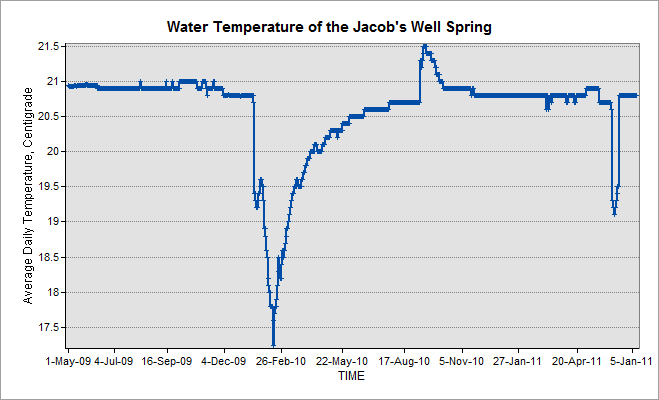 Water Temperature of the Jacob's Well Spring
Average Daily Temperature, Centigrade
21.5
21
20.5
20
19.5
19
18.5
18
17.5
1-May-09 4-Jul-09 16-Sep-09 4-Dec-09 26-Feb-10 22-May-10 17-Aug-10 5-Nov-10 27-Jan-11 20-Apr-11 5-Jan-11
TIME